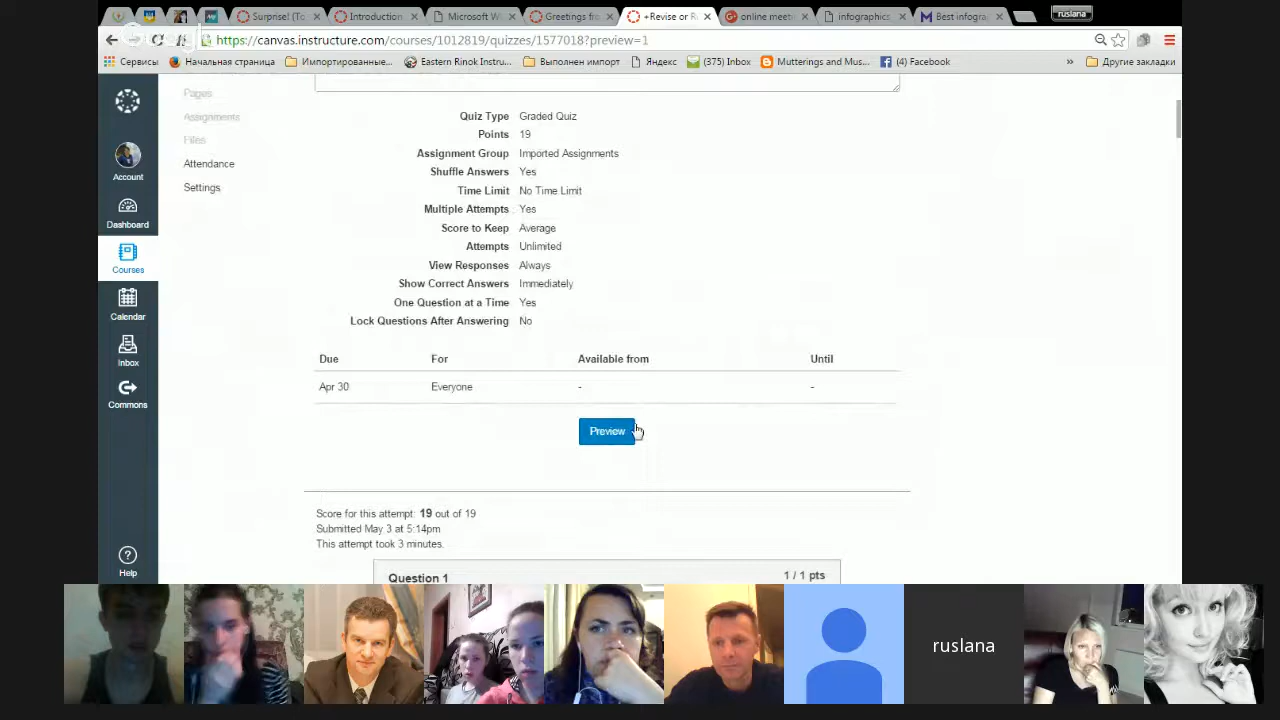 ruslana
Surprise! (To
Introduction
Microsoft Wi
Greetings fro
+Revise or R
online meet
infographics
Best infogra
https://canvas.instructure.com/courses/1012819/quizzes/1577018?preview=1
Сервисы
Начальная страница
Импортированные...
Eastern Rinok Instru...
Выполнен импорт
Яндекс
(375) Inbox
Mutterings and Mus...
(4) Facebook
»
Другие закладки
Pages
Assignments
Files
Attendance
Settings
Account
Dashboard
Courses
Calendar
Inbox
Commons
Help
Quiz Type Graded Quiz
Points 19
Assignment Group Imported Assignments
Shuffle Answers Yes
Time Limit No Time Limit
Multiple Attempts Yes
Score to Keep Average
Attempts Unlimited
View Responses Always
Show Correct Answers Immediately
One Question at a Time Yes
Lock Questions After Answering No
Due For Available from Until
Apr 30 Everyone - -
Preview
Score for this attempt: 19 out of 19
Submitted May 3 at 5:14pm
This attempt took 3 minutes.
Question 1 1 / 1 pts
ruslana